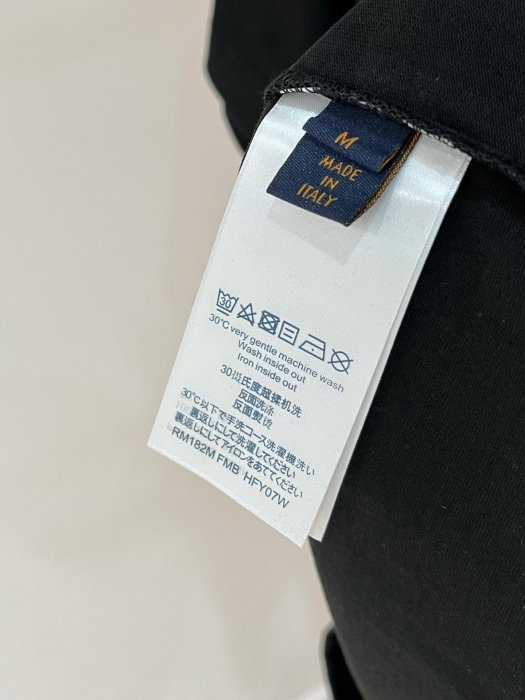 M
MADE
IN
ITALY
30
30°C very gentle machine wash
Wash inside out
Iron inside out
30摄氏度超揉机洗
反面洗涤
反面熨烫
30℃以下で手洗コース洗濯機洗い
裏返しにして洗濯してください
裏返しにしてアイロンをあててください
RM182M FMB HFY07W